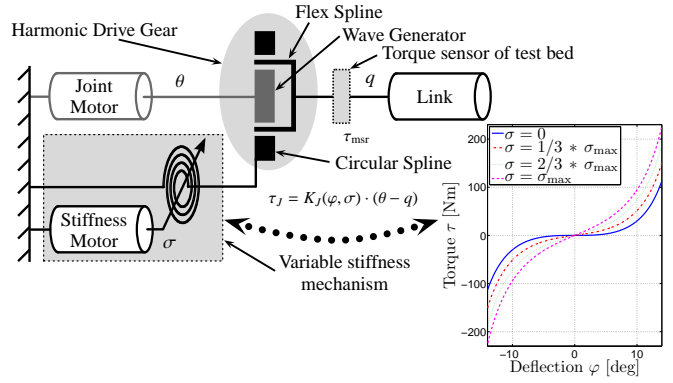 Flex Spline
Harmonic Drive Gear
Wave Generator
Torque sensor of test bed
θ
q
Joint
Motor
Link
τmsr
Circular Spline
τJ = KJ(φ,σ)·(θ−q)
Stiffness
Motor
σ
Variable stiffness
mechanism
σ = 0
σ = 1/3 ∗ σmax
σ = 2/3 ∗ σmax
σ = σmax
200
100
0
−100
−200
Torque τ [Nm]
−10
0
10
Deflection φ [deg]